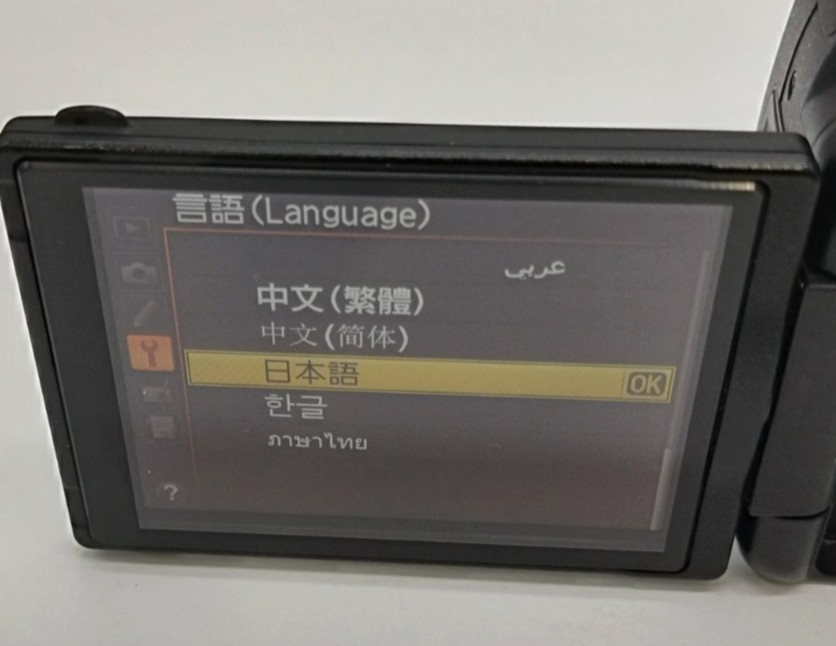 言語(Language)
عربي
中文(繁體)
中文(简体)
日本語 OK
한글
ภาษาไทย
?